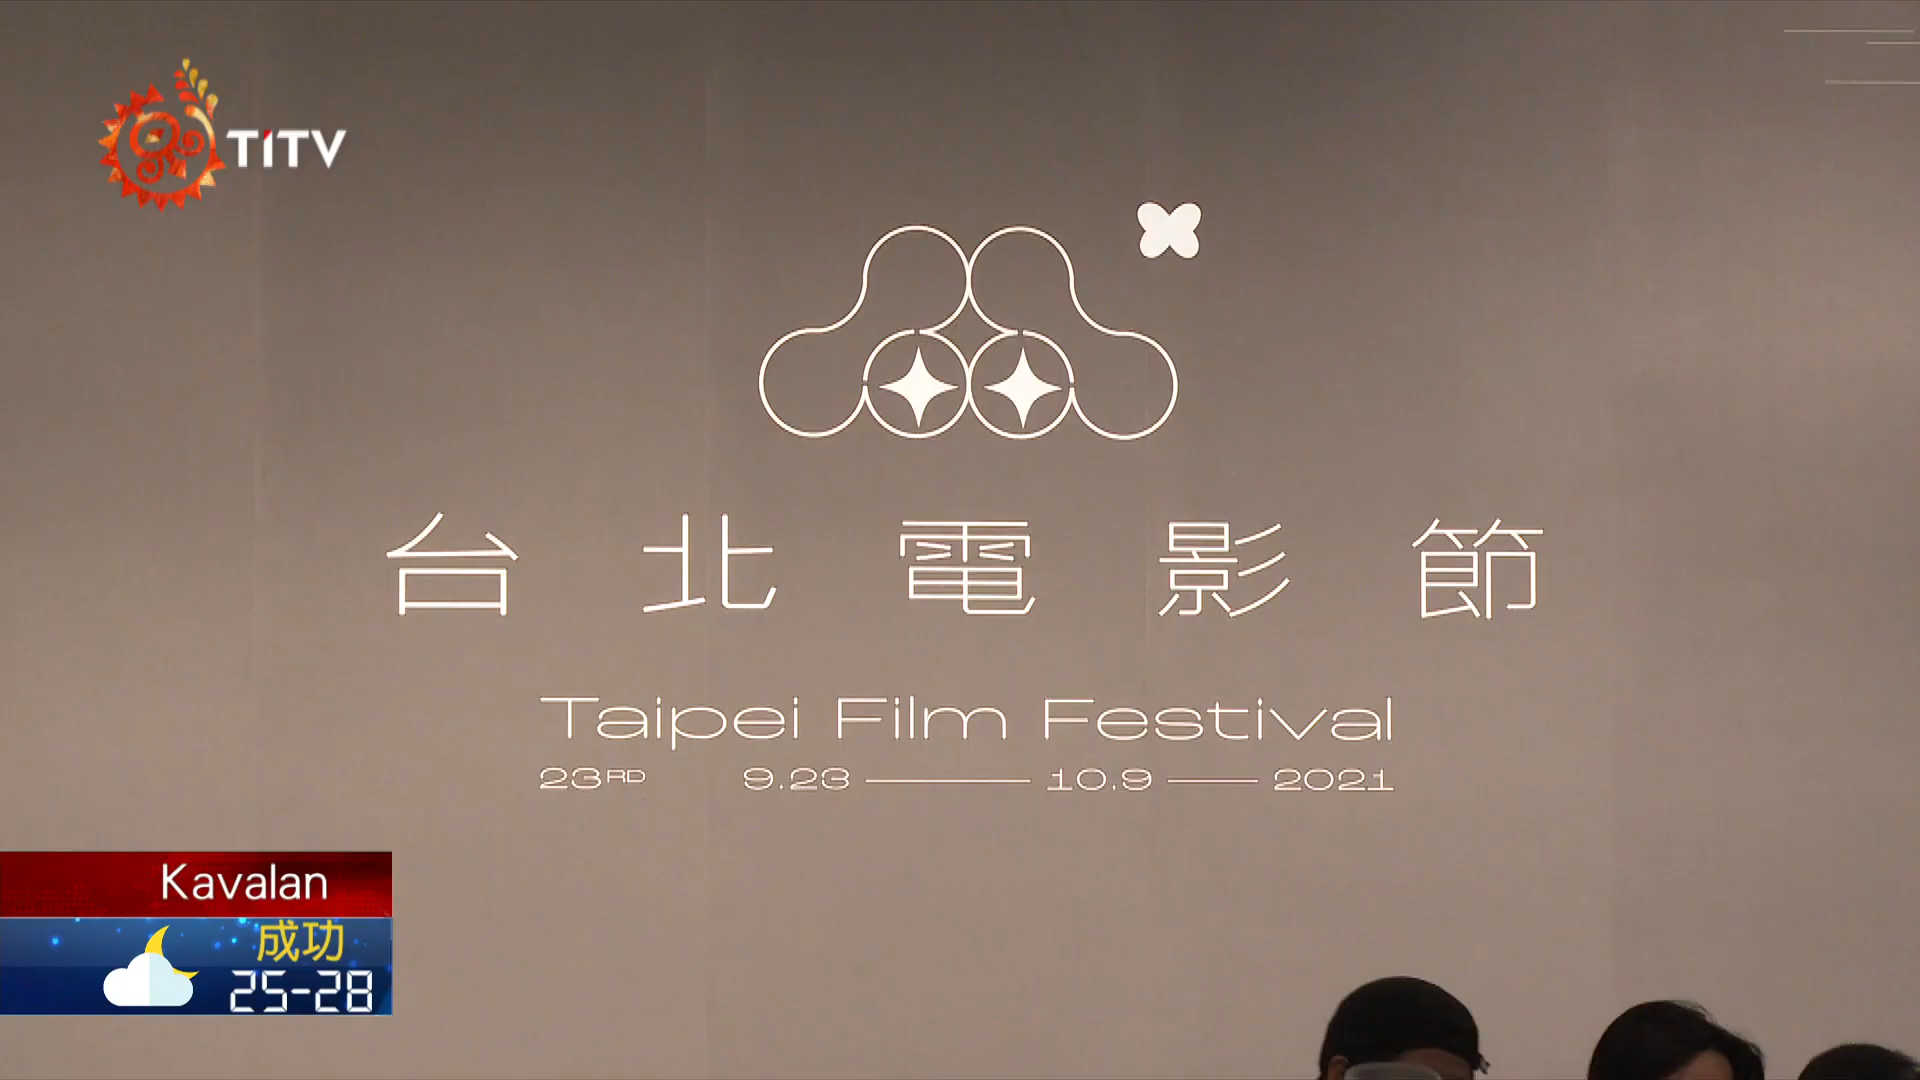 TITV
台北電影節
Taipei Film Festival
23RD 9.23 — 10.9 — 2021
Kavalan
成功
25-28